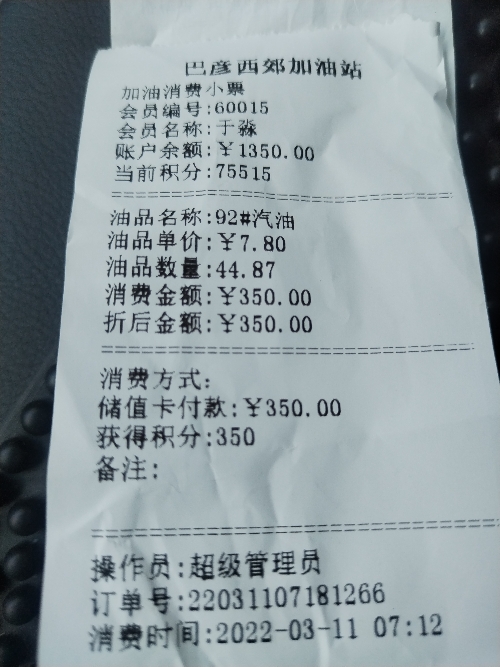 巴彦西郊加油站
加油消费小票
会员编号:60015
会员名称:于淼
账户余额:￥1350.00
当前积分:75515
油品名称:92#汽油
油品单价:￥7.80
油品数量:44.87
消费金额:￥350.00
折后金额:￥350.00
消费方式:
储值卡付款:￥350.00
获得积分:350
备注:
操作员:超级管理员
订单号:22031107181266
消费时间:2022-03-11 07:12